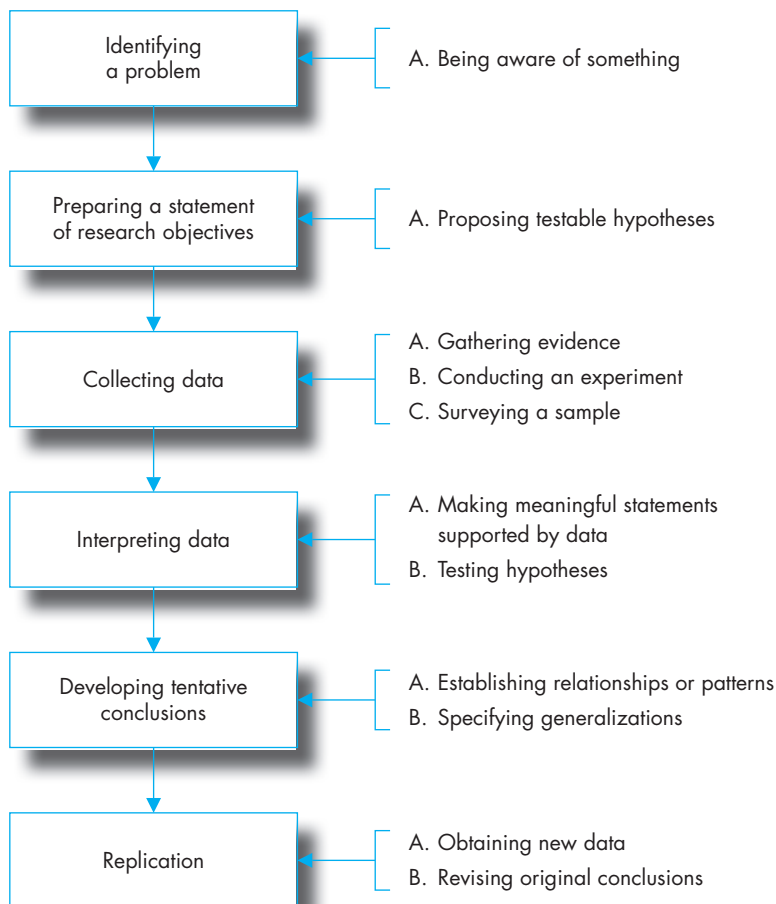 Identifying
a problem
A. Being aware of something
Preparing a statement
of research objectives
A. Proposing testable hypotheses
Collecting data
A. Gathering evidence
B. Conducting an experiment
C. Surveying a sample
Interpreting data
A. Making meaningful statements
supported by data
B. Testing hypotheses
Developing tentative
conclusions
A. Establishing relationships or patterns
B. Specifying generalizations
Replication
A. Obtaining new data
B. Revising original conclusions